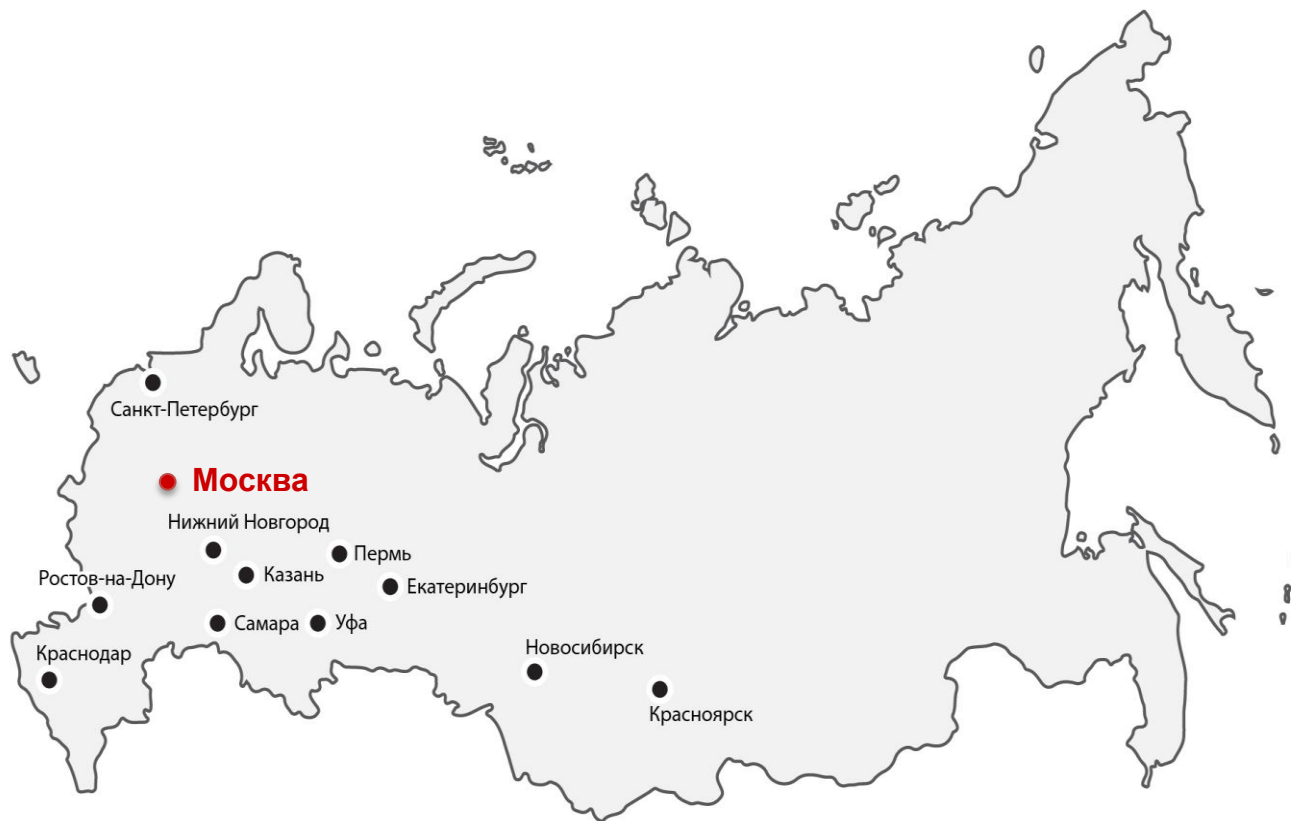 Санкт-Петербург
Москва
Нижний Новгород
Пермь
Казань
Ростов-на-Дону
Екатеринбург
Самара
Уфа
Новосибирск
Краснодар
Красноярск